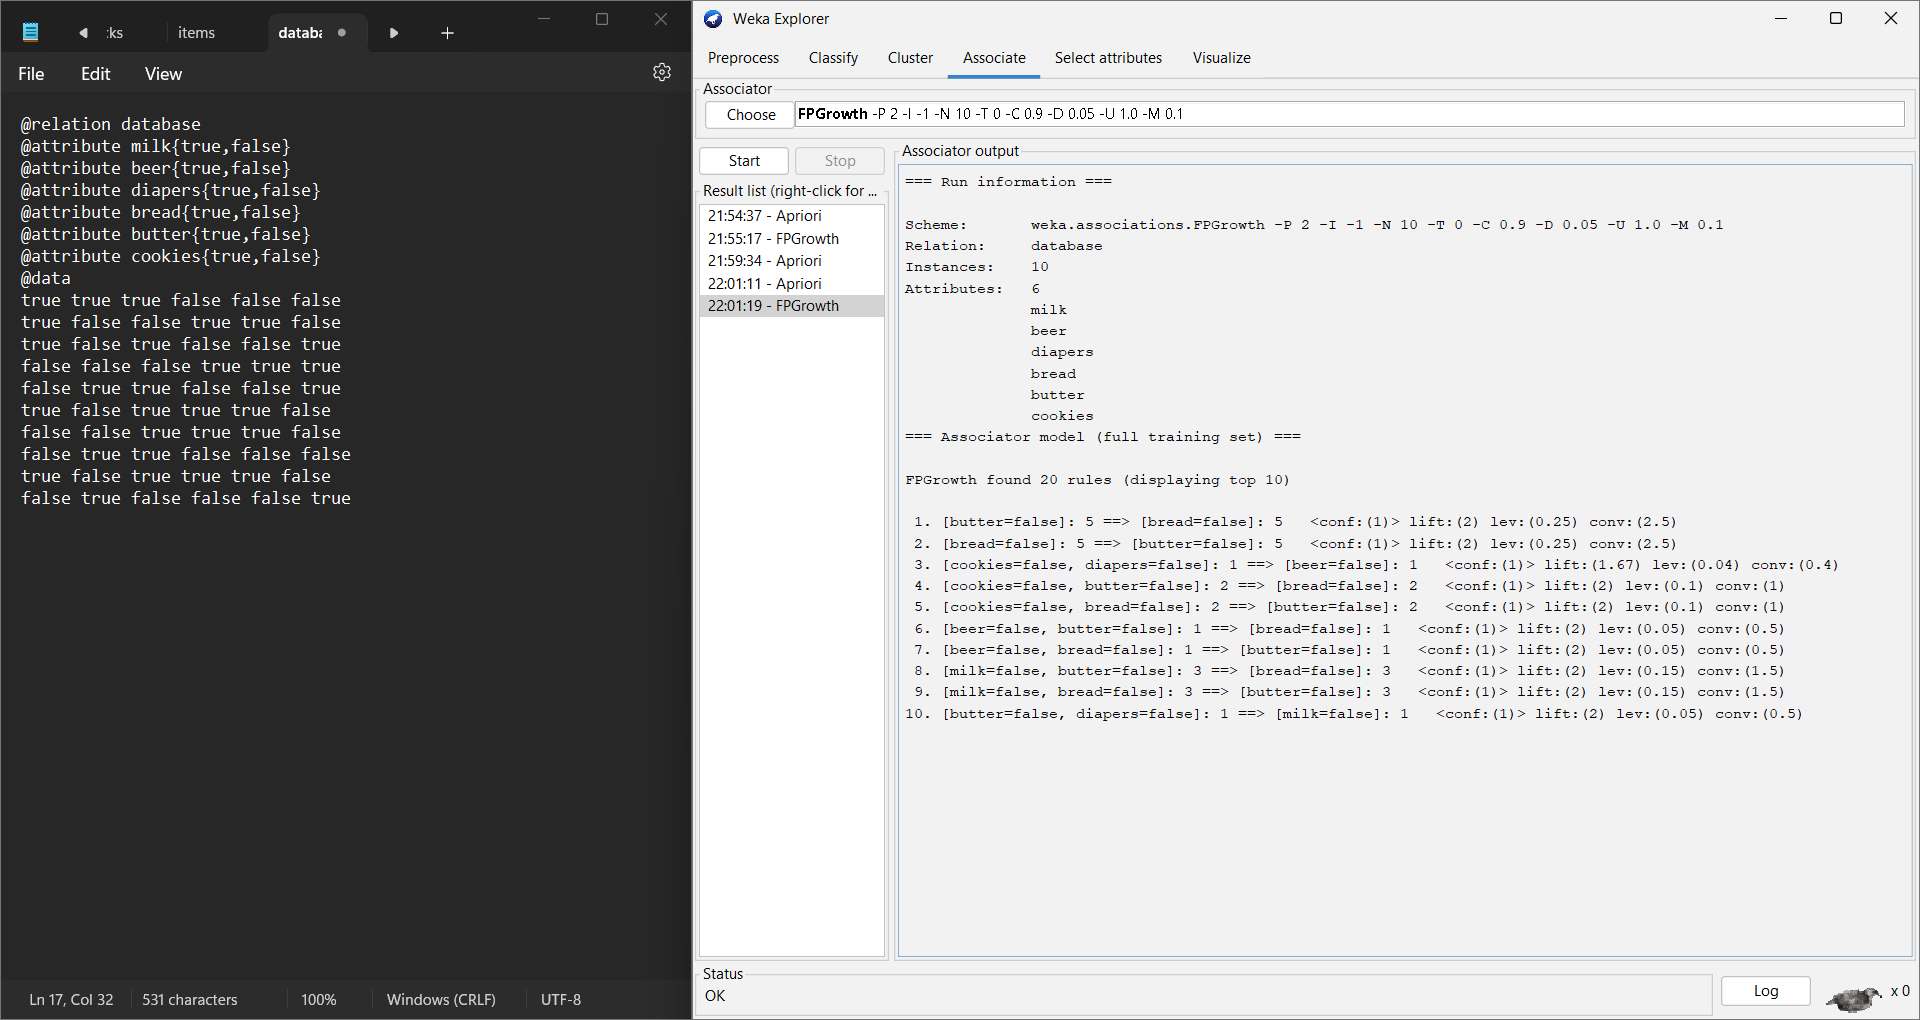 :ks items databa
File Edit View
@relation database
@attribute milk{true,false}
@attribute beer{true,false}
@attribute diapers{true,false}
@attribute bread{true,false}
@attribute butter{true,false}
@attribute cookies{true,false}
@data
true true true false false false
true false false true true false
true false true false false true
false false false true true true
false true true false false true
true false true true true false
false false true true true false
false true true false false false
true false true true true false
false true false false false true
Ln 17, Col 32 531 characters 100% Windows (CRLF) UTF-8
Weka Explorer
Preprocess Classify Cluster Associate Select attributes Visualize
Associator
Choose FPGrowth -P 2 -I -1 -N 10 -T 0 -C 0.9 -D 0.05 -U 1.0 -M 0.1
Start Stop
Result list (right-click for ...
21:54:37 - Apriori
21:55:17 - FPGrowth
21:59:34 - Apriori
22:01:11 - Apriori
22:01:19 - FPGrowth
Associator output
=== Run information ===
Scheme: weka.associations.FPGrowth -P 2 -I -1 -N 10 -T 0 -C 0.9 -D 0.05 -U 1.0 -M 0.1
Relation: database
Instances: 10
Attributes: 6
milk
beer
diapers
bread
butter
cookies
=== Associator model (full training set) ===
FPGrowth found 20 rules (displaying top 10)
1. [butter=false]: 5 ==> [bread=false]: 5 <conf:(1)> lift:(2) lev:(0.25) conv:(2.5)
2. [bread=false]: 5 ==> [butter=false]: 5 <conf:(1)> lift:(2) lev:(0.25) conv:(2.5)
3. [cookies=false, diapers=false]: 1 ==> [beer=false]: 1 <conf:(1)> lift:(1.67) lev:(0.04) conv:(0.4)
4. [cookies=false, butter=false]: 2 ==> [bread=false]: 2 <conf:(1)> lift:(2) lev:(0.1) conv:(1)
5. [cookies=false, bread=false]: 2 ==> [butter=false]: 2 <conf:(1)> lift:(2) lev:(0.1) conv:(1)
6. [beer=false, butter=false]: 1 ==> [bread=false]: 1 <conf:(1)> lift:(2) lev:(0.05) conv:(0.5)
7. [beer=false, bread=false]: 1 ==> [butter=false]: 1 <conf:(1)> lift:(2) lev:(0.05) conv:(0.5)
8. [milk=false, butter=false]: 3 ==> [bread=false]: 3 <conf:(1)> lift:(2) lev:(0.15) conv:(1.5)
9. [milk=false, bread=false]: 3 ==> [butter=false]: 3 <conf:(1)> lift:(2) lev:(0.15) conv:(1.5)
10. [butter=false, diapers=false]: 1 ==> [milk=false]: 1 <conf:(1)> lift:(2) lev:(0.05) conv:(0.5)
Status
OK
Log x 0